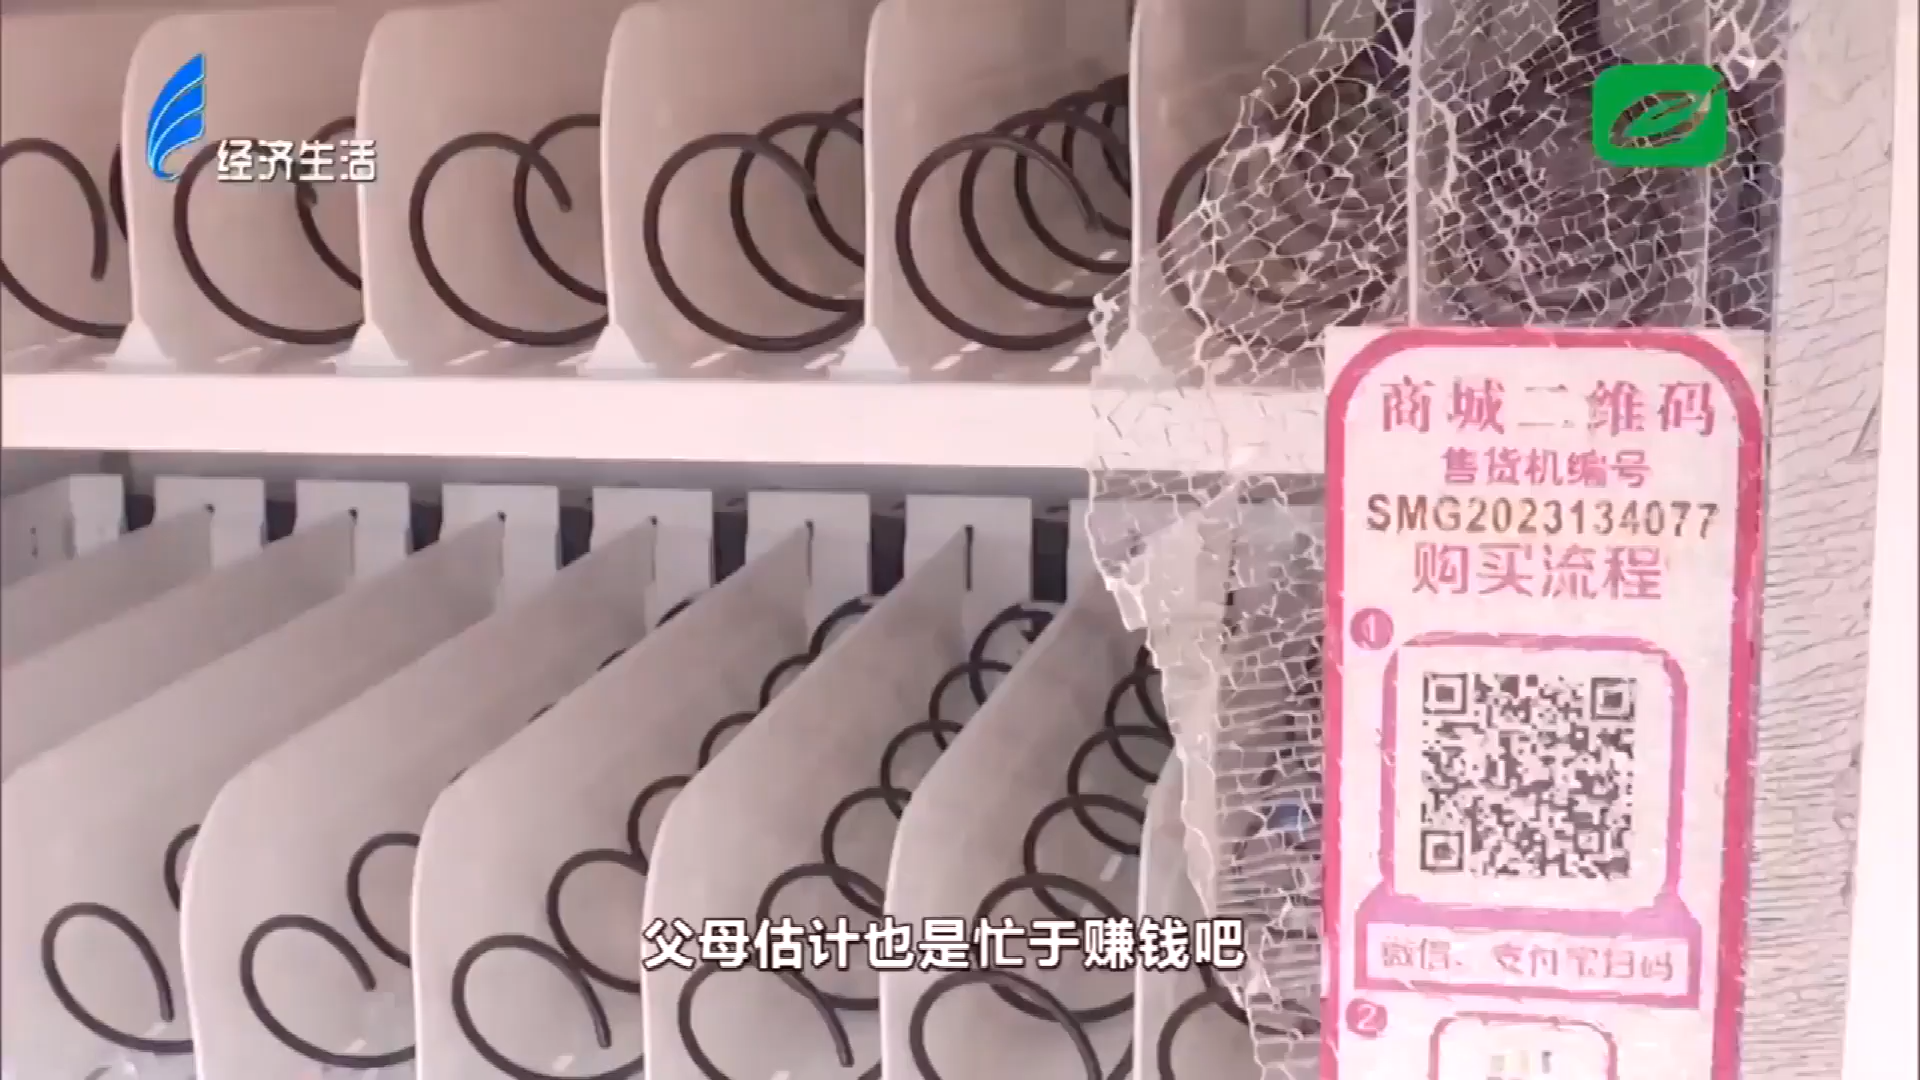 经济生活
商城二维码
售货机编号
SMG2023134077
购买流程
1
微信、支付宝扫码
2
父母估计也是忙于赚钱吧